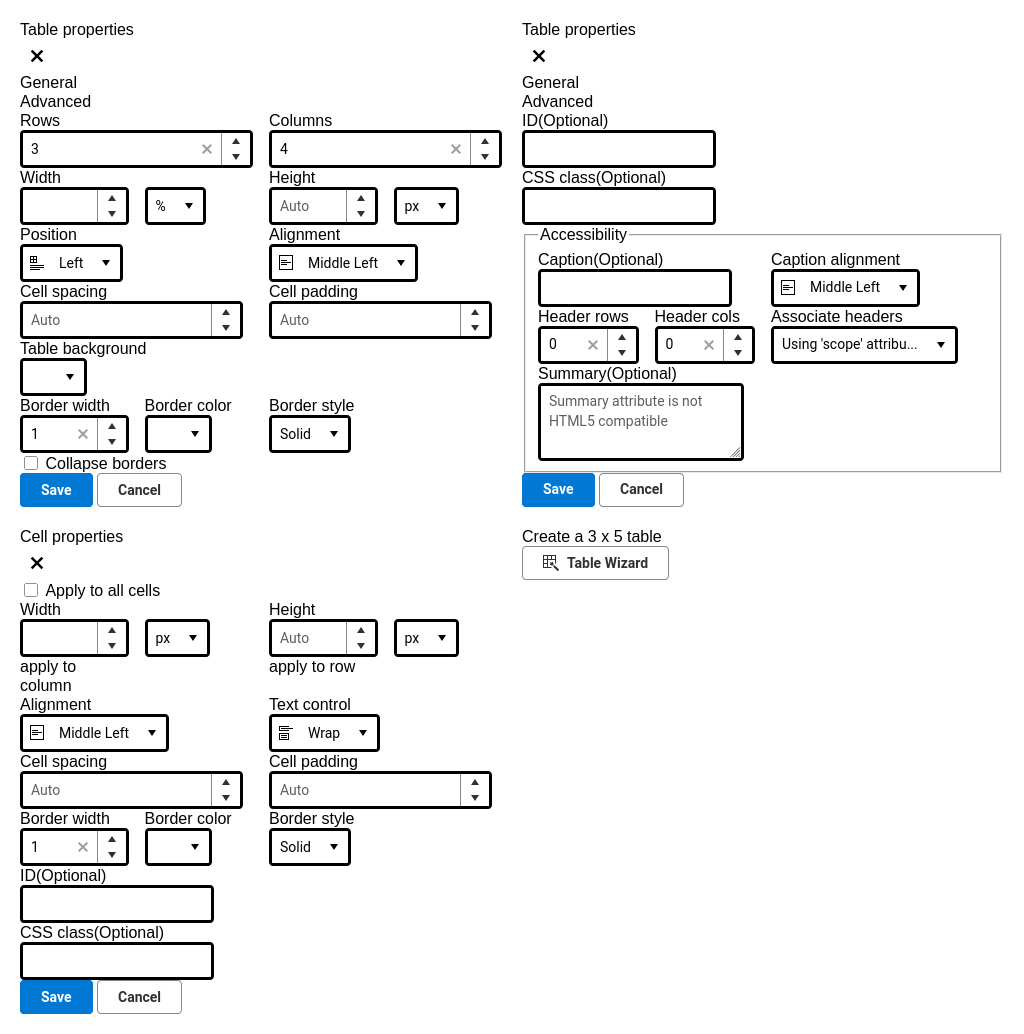 Table properties
General
Advanced
Rows Columns
3 4
Width Height
% Auto px
Position Alignment
Left Middle Left
Cell spacing Cell padding
Auto Auto
Table background
Border width Border color Border style
1 Solid
Collapse borders
Save Cancel
Table properties
General
Advanced
ID(Optional)
CSS class(Optional)
Accessibility
Caption(Optional) Caption alignment
Middle Left
Header rows Header cols Associate headers
0 0 Using 'scope' attribu...
Summary(Optional)
Summary attribute is not
HTML5 compatible
Save Cancel
Cell properties
Apply to all cells
Width Height
px Auto px
apply to apply to row
column
Alignment Text control
Middle Left Wrap
Cell spacing Cell padding
Auto Auto
Border width Border color Border style
1 Solid
ID(Optional)
CSS class(Optional)
Save Cancel
Create a 3 x 5 table
Table Wizard